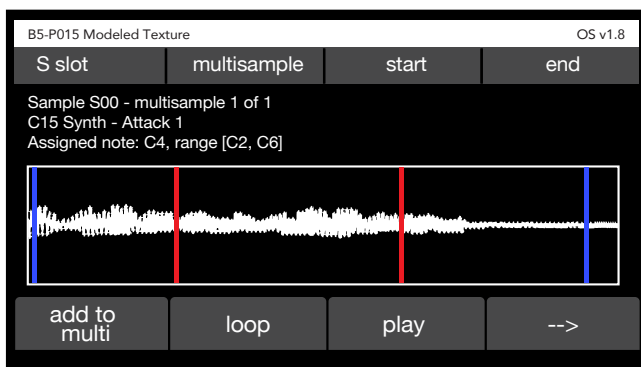 B5-P015 Modeled Texture OS v1.8
S slot multisample start end
Sample S00 - multisample 1 of 1
C15 Synth - Attack 1
Assigned note: C4, range [C2, C6]
add to
multi
loop
play
-->